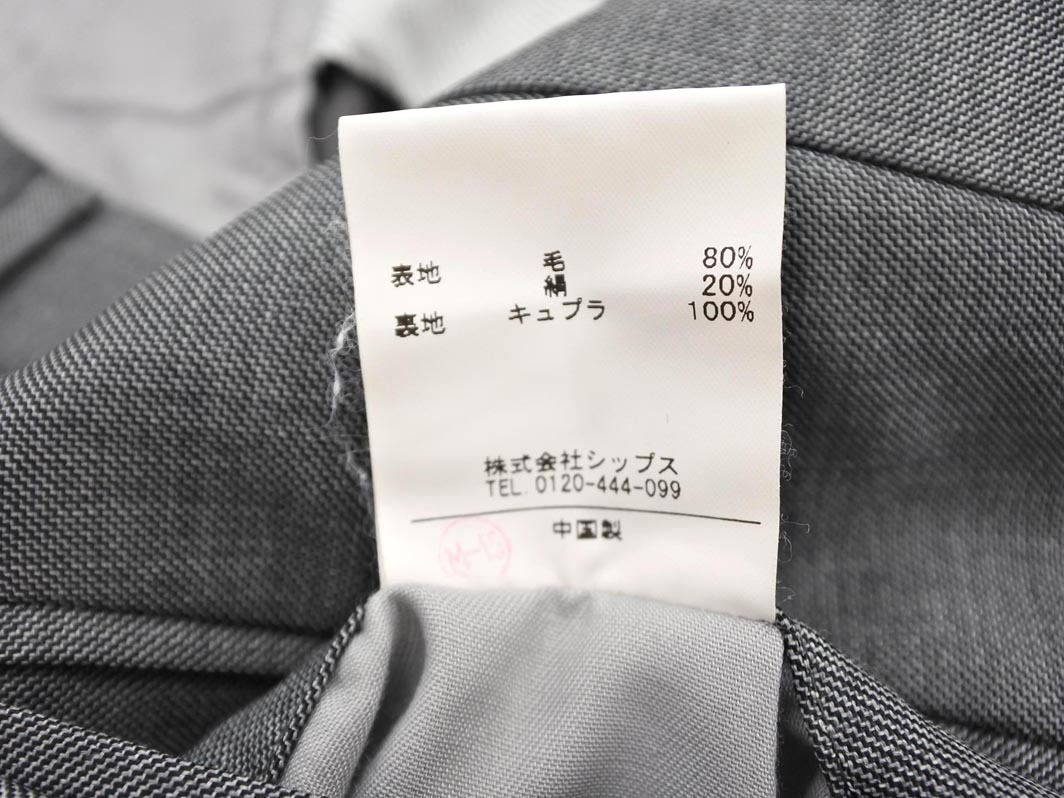 表地 毛 80%
絹 20%
裏地 キュプラ 100%
株式会社シップス
TEL. 0120-444-099
中国製